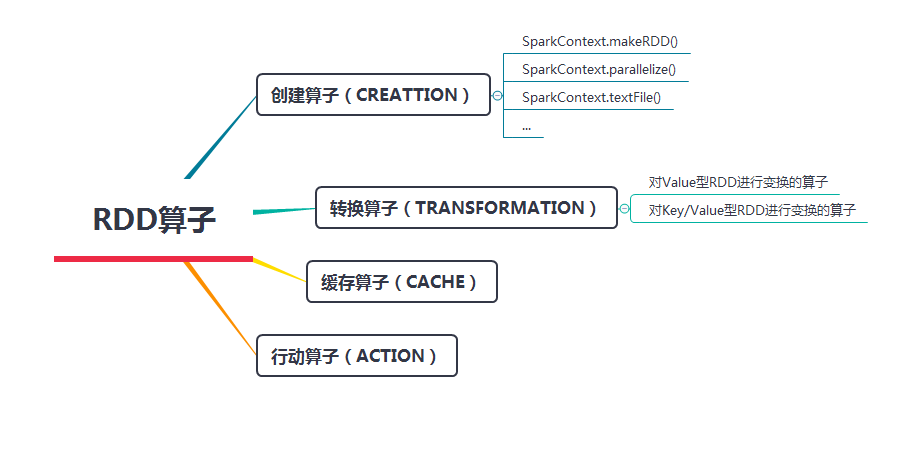 RDD算子
创建算子（CREATTION）
SparkContext.makeRDD()
SparkContext.parallelize()
SparkContext.textFile()
...
转换算子（TRANSFORMATION）
对Value型RDD进行变换的算子
对Key/Value型RDD进行变换的算子
缓存算子（CACHE）
行动算子（ACTION）